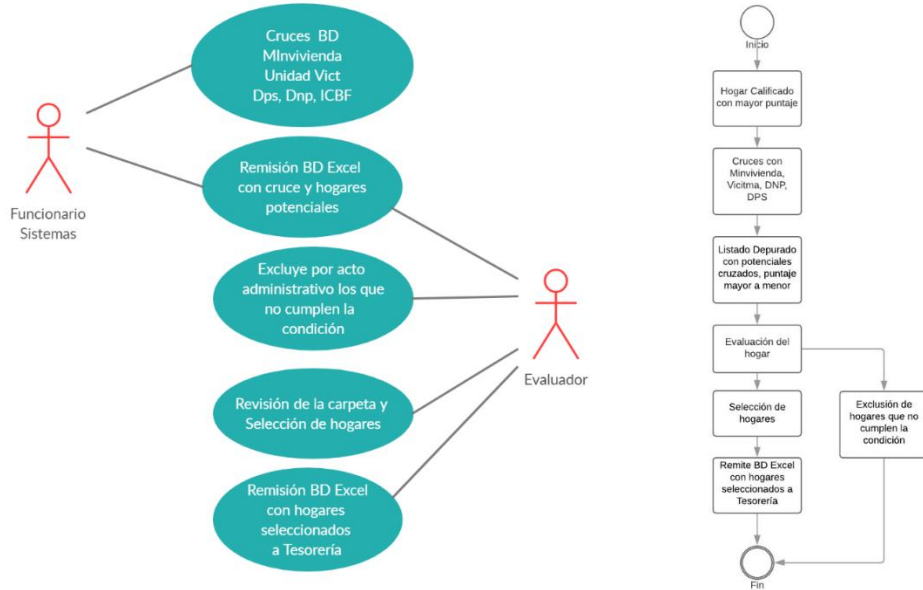 Cruces BD
MInvivienda
Unidad Vict
Dps, Dnp, ICBF
Funcionario
Sistemas
Remisión BD Excel
con cruce y hogares
potenciales
Excluye por acto
administrativo los que
no cumplen la
condición
Evaluador
Revisión de la carpeta y
Selección de hogares
Remisión BD Excel
con hogares
seleccionados
a Tesorería
Inicio
Hogar Calificado
con mayor puntaje
Cruces con
Minvivienda,
Vicitma, DNP,
DPS
Listado Depurado
con potenciales
cruzados, puntaje
mayor a menor
Evaluación del
hogar
Selección de
hogares
Exclusión de
hogares que no
cumplen la
condición
Remite BD Excel
con hogares
seleccionados a
Tesorería
Fin